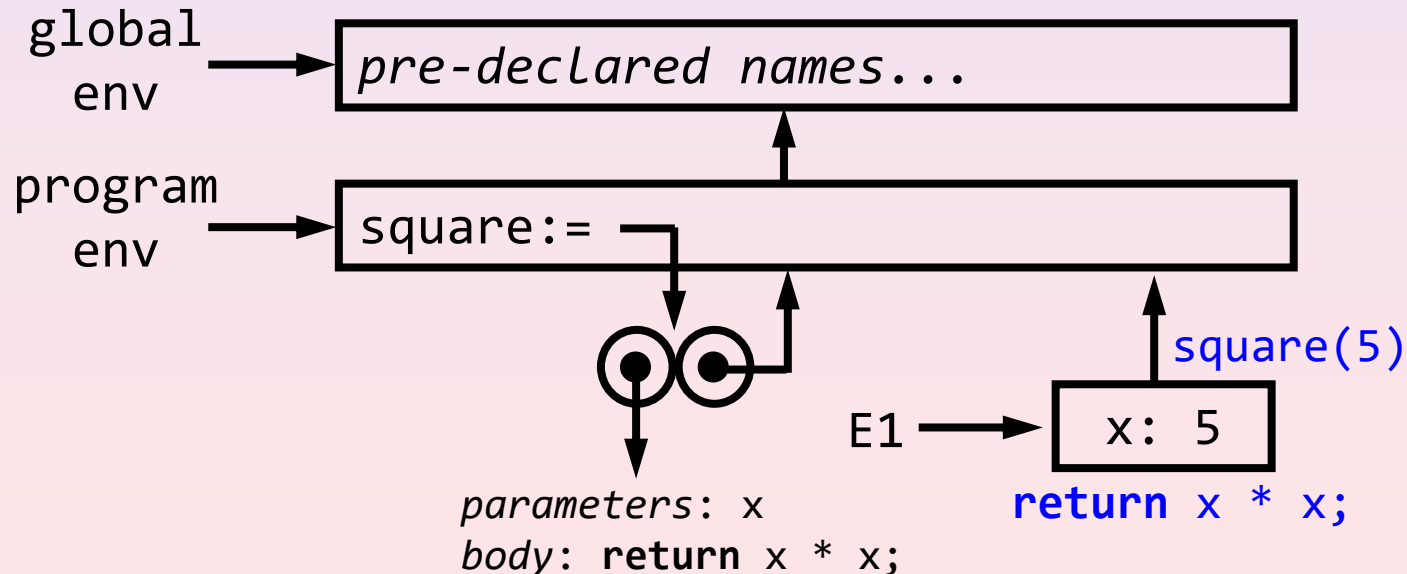 global
env
pre-declared names...
program
env
square:=
square(5)
E1
x: 5
parameters: x
body: return x * x;
return x * x;